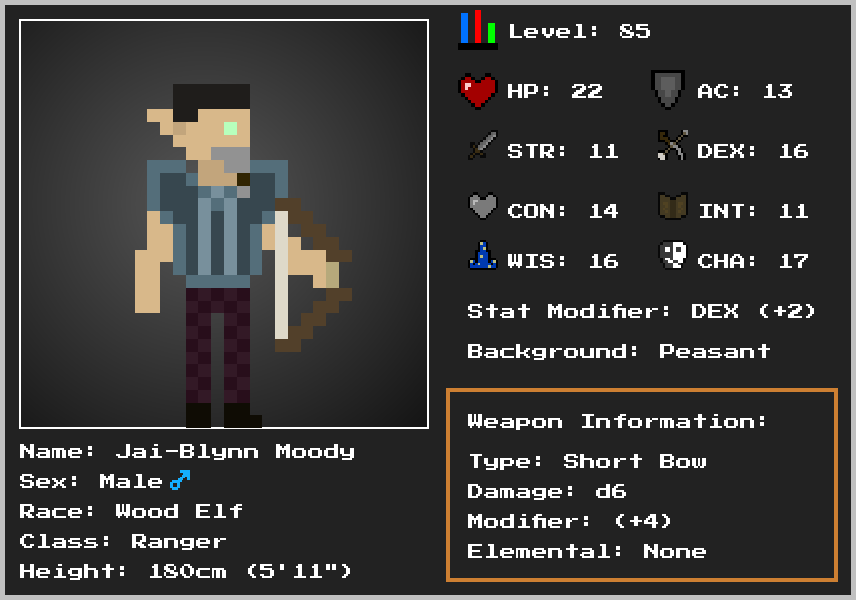 Level: 85
HP: 22
AC: 13
STR: 11
DEX: 16
CON: 14
INT: 11
WIS: 16
CHA: 17
Stat Modifier: DEX (+2)
Background: Peasant
Weapon Information:
Type: Short Bow
Damage: d6
Modifier: (+4)
Elemental: None
Name: Jai-Blynn Moody
Sex: Male ♂
Race: Wood Elf
Class: Ranger
Height: 180cm (5'11")